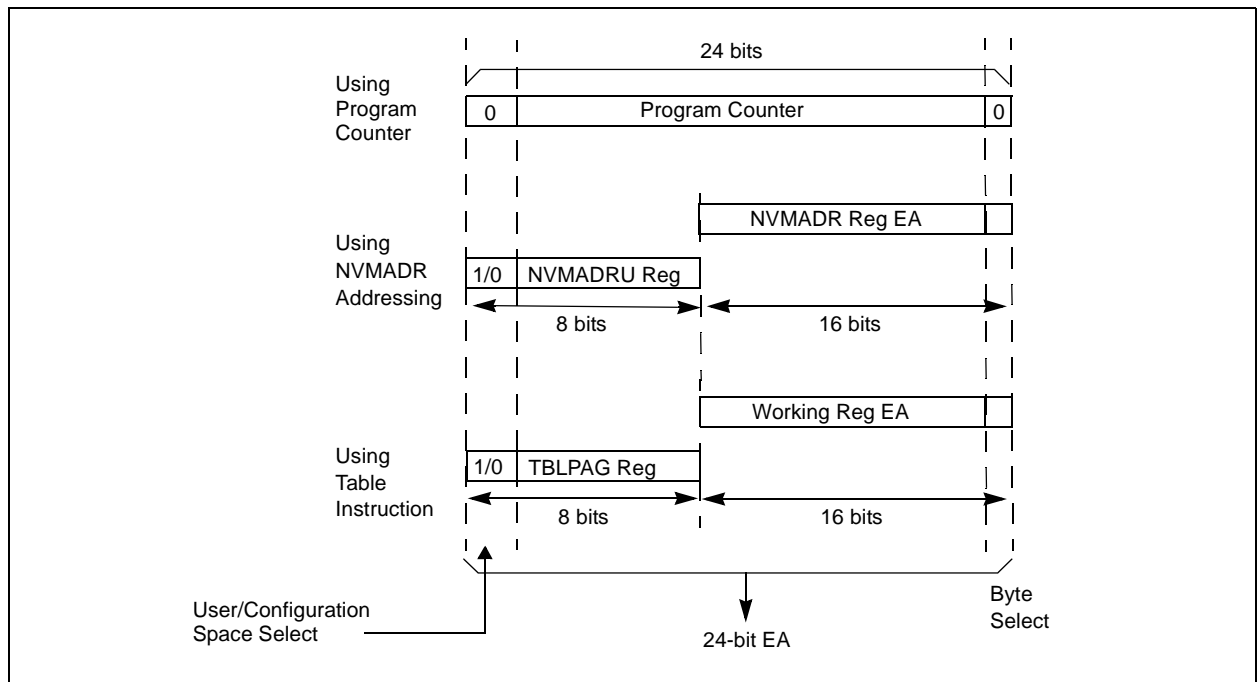 24 bits
Using
Program
Counter
0
Program Counter
0
NVMADR Reg EA
Using
NVMADR
Addressing
1/0
NVMADRU Reg
8 bits
16 bits
Working Reg EA
Using
Table
Instruction
1/0
TBLPAG Reg
8 bits
16 bits
User/Configuration
Space Select
24-bit EA
Byte
Select